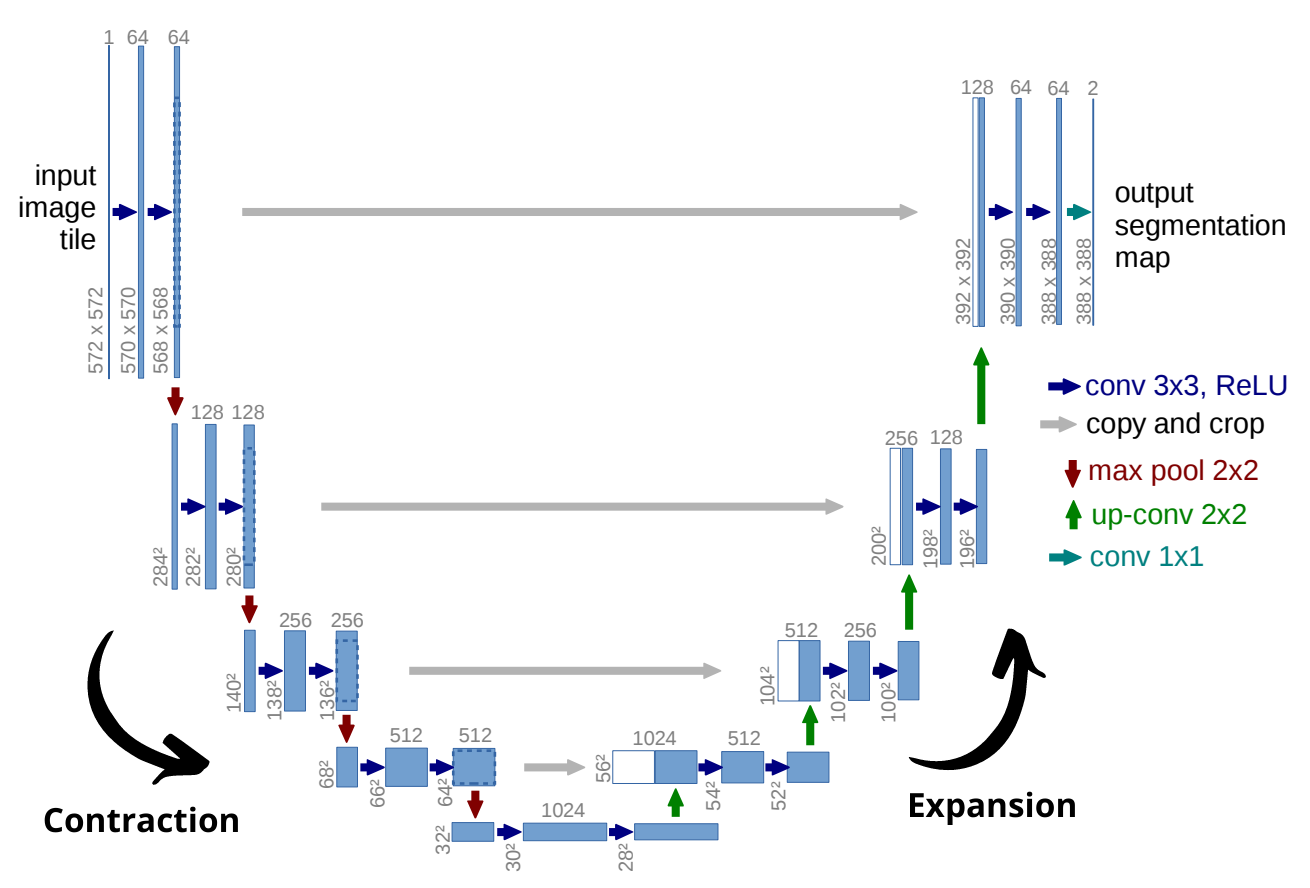 1 64 64
input
image
tile
572 x 572
570 x 570
568 x 568
128 64 64 2
output
segmentation
map
392 x 392
390 x 390
388 x 388
388 x 388
conv 3x3, ReLU
copy and crop
max pool 2x2
up-conv 2x2
conv 1x1
128 128
284²
282²
280²
256 128
200²
198²
196²
256 256
140²
138²
136²
512 256
104²
102²
100²
512 512
68²
66²
64²
1024 512
56²
54²
52²
1024
32²
30²
28²
Contraction
Expansion